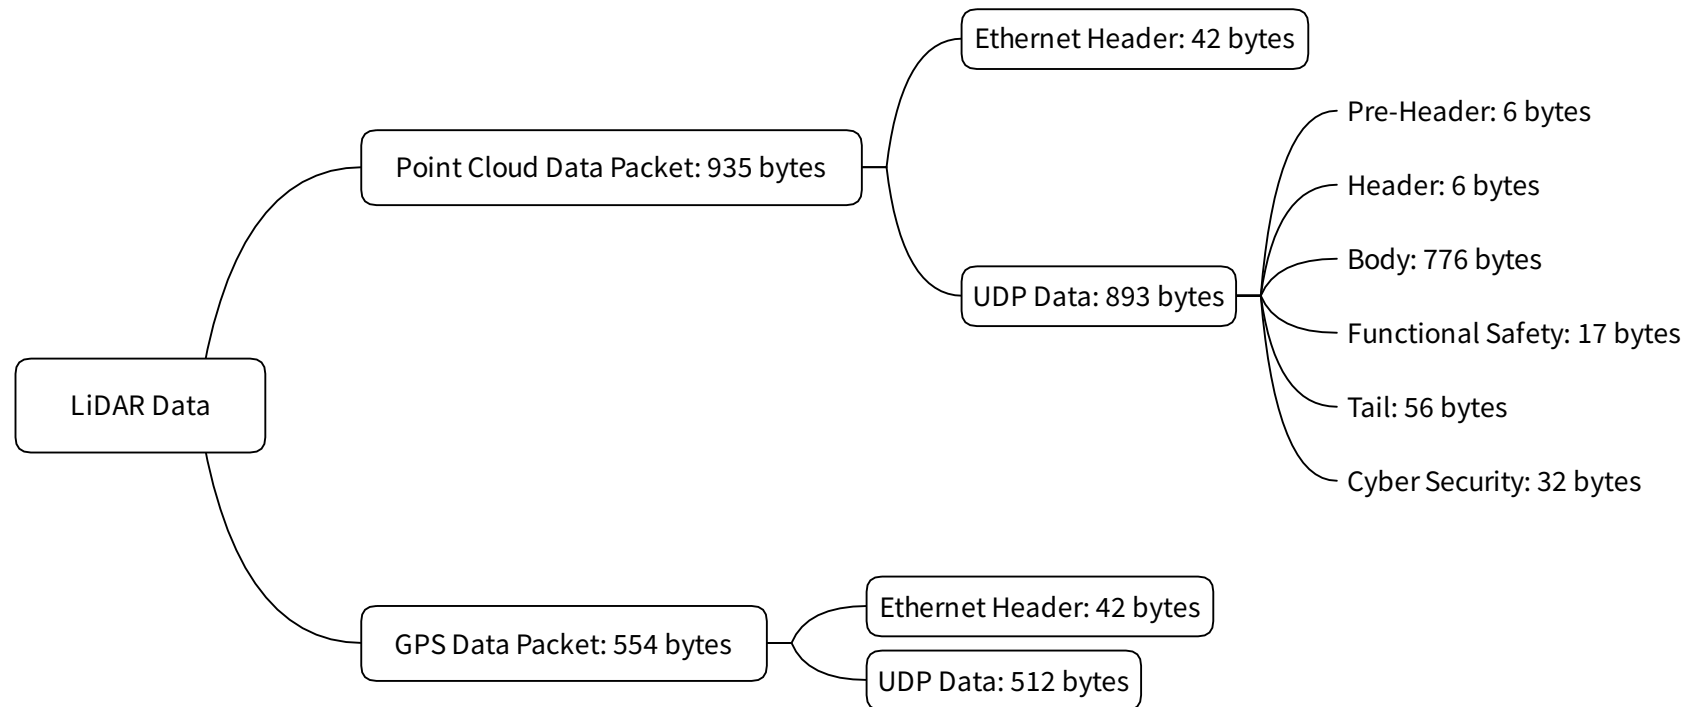 LiDAR Data
Point Cloud Data Packet: 935 bytes
Ethernet Header: 42 bytes
UDP Data: 893 bytes
Pre-Header: 6 bytes
Header: 6 bytes
Body: 776 bytes
Functional Safety: 17 bytes
Tail: 56 bytes
Cyber Security: 32 bytes
GPS Data Packet: 554 bytes
Ethernet Header: 42 bytes
UDP Data: 512 bytes